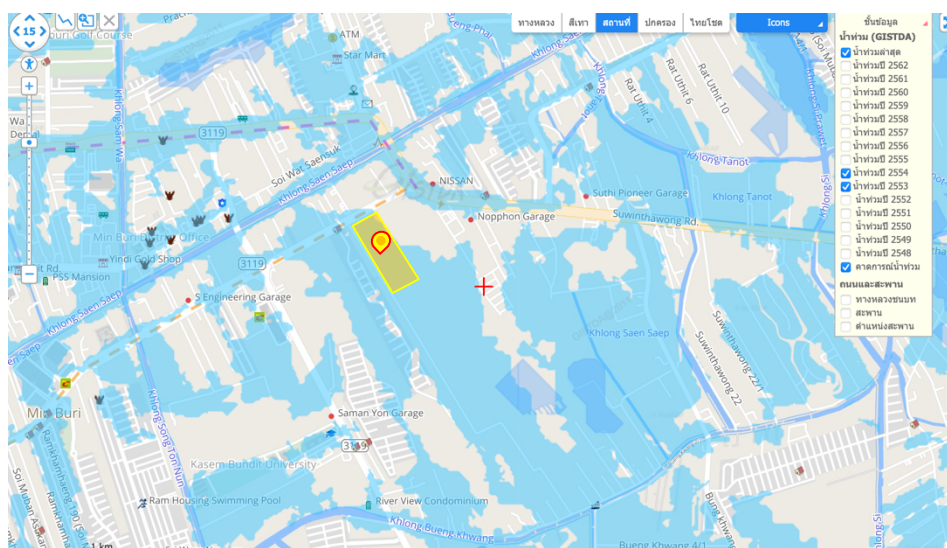 15
ทางหลวง
สีเทา
สถานที่
ปกครอง
ไทยโชต
Icons
ชั้นข้อมูล
น้ำท่วม (GISTDA)
น้ำท่วมล่าสุด
น้ำท่วมปี 2562
น้ำท่วมปี 2561
น้ำท่วมปี 2560
น้ำท่วมปี 2559
น้ำท่วมปี 2558
น้ำท่วมปี 2557
น้ำท่วมปี 2556
น้ำท่วมปี 2555
น้ำท่วมปี 2554
น้ำท่วมปี 2553
น้ำท่วมปี 2552
น้ำท่วมปี 2551
น้ำท่วมปี 2550
น้ำท่วมปี 2549
น้ำท่วมปี 2548
คาดการณ์น้ำท่วม
ถนนและสะพาน
ทางหลวงชนบท
สะพาน
ตำแหน่งสะพาน
ATM
Star Mart
Rat Uthit 4
Rat Uthit 6
Rat Uthit 10
Khlong Sam Wa
3119
Soi Wat Saensuk
Khlong Saen Saep
Khlong Saen Saep
Khlong Tanot
NISSAN
Suthi Pioneer Garage
Khlong Tanot
Nopphon Garage
Suwinthawong Rd.
Min Buri District Office
Yindi Gold Shop
3119
PSS Mansion
S Engineering Garage
Khlong Saen Saep
Khlong Saen Saep
Suwinthawong 22/1
Suwinthawong 22
Min Buri
Saman Yon Garage
Khlong Song Ton Nun
3119
Kasem Bundit University
Ramkhamhaeng 190
Ram Housing Swimming Pool
River View Condominium
Khlong Bueng Khwang
Bueng Khwang 4/1
1 km